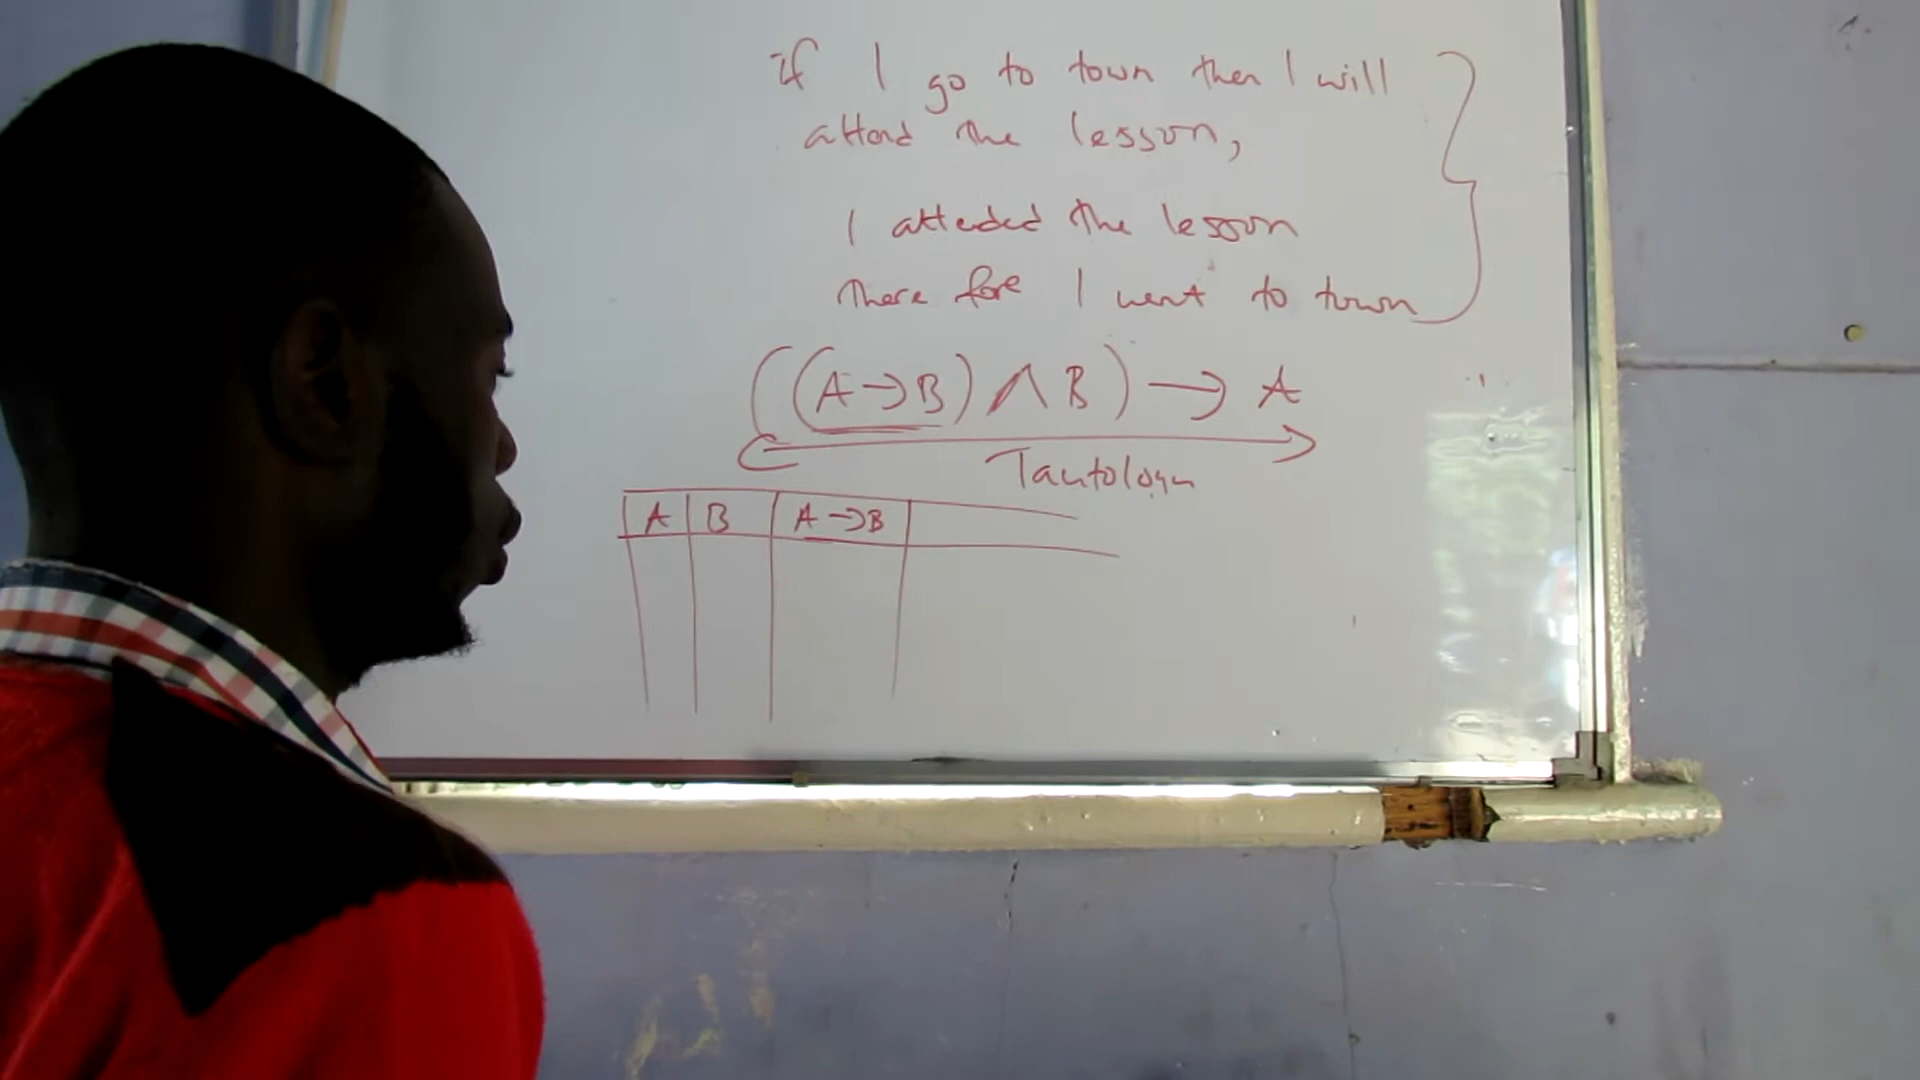 if I go to town then I will
attend the lesson,
I attended the lesson
there fore I went to town
((A→B) ∧ B) → A
Tautology
A B A→B